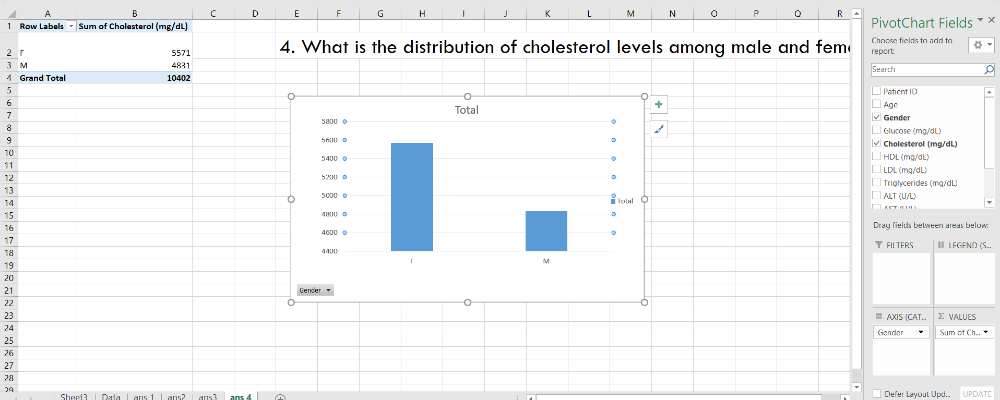 A B C D E F G H I J K L M N O P Q R
1 Row Labels Sum of Cholesterol (mg/dL)
4. What is the distribution of cholesterol levels among male and
2 F 5571
3 M 4831
4 Grand Total 10402
5
6
7
8
9
10
11
12
13
14
15
16
17
18
19
20
21
22
23
24
25
26
27
28
29
Total
5800
5600
5400
5200
5000
4800
4600
4400
F M
Total
Gender
Sheet3 Data ans 1 ans2 ans3 ans 4
PivotChart Fields
Choose fields to add to
report:
Search
Patient ID
Age
Gender
Glucose (mg/dL)
Cholesterol (mg/dL)
HDL (mg/dL)
LDL (mg/dL)
Triglycerides (mg/dL)
ALT (U/L)
AST (U/L)
Drag fields between areas below:
FILTERS
LEGEND (S...
AXIS (CAT...
Gender
Σ VALUES
Sum of Ch...
Defer Layout Upd... UPDATE